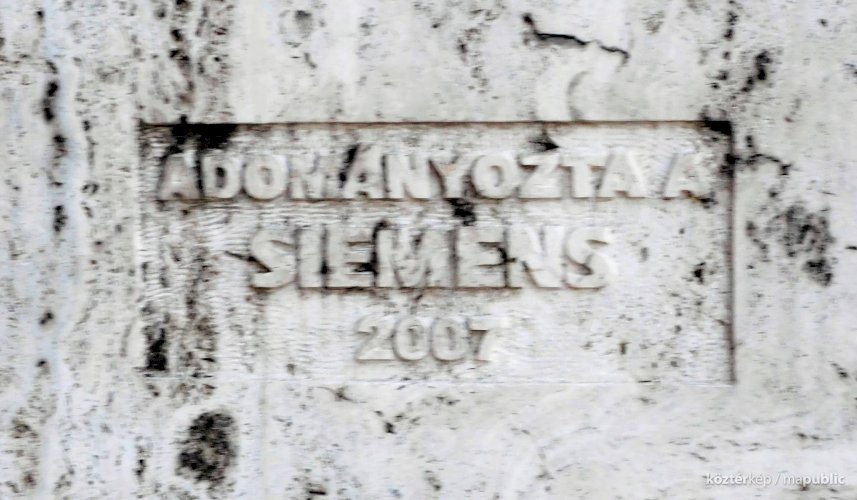 ADOMÁNYOZTA A
SIEMENS
2007
köztérkép / mapublic